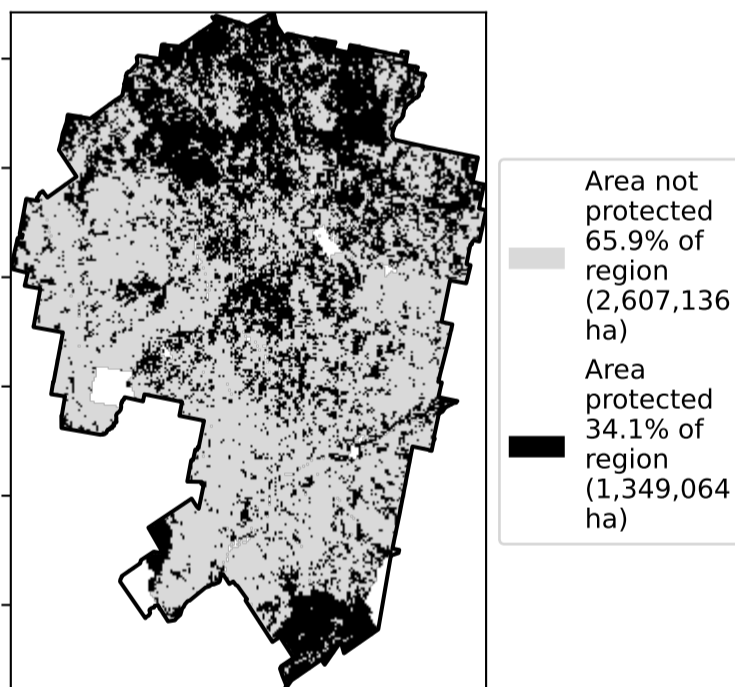 Area not
protected
65.9% of
region
(2,607,136
ha)
Area
protected
34.1% of
region
(1,349,064
ha)